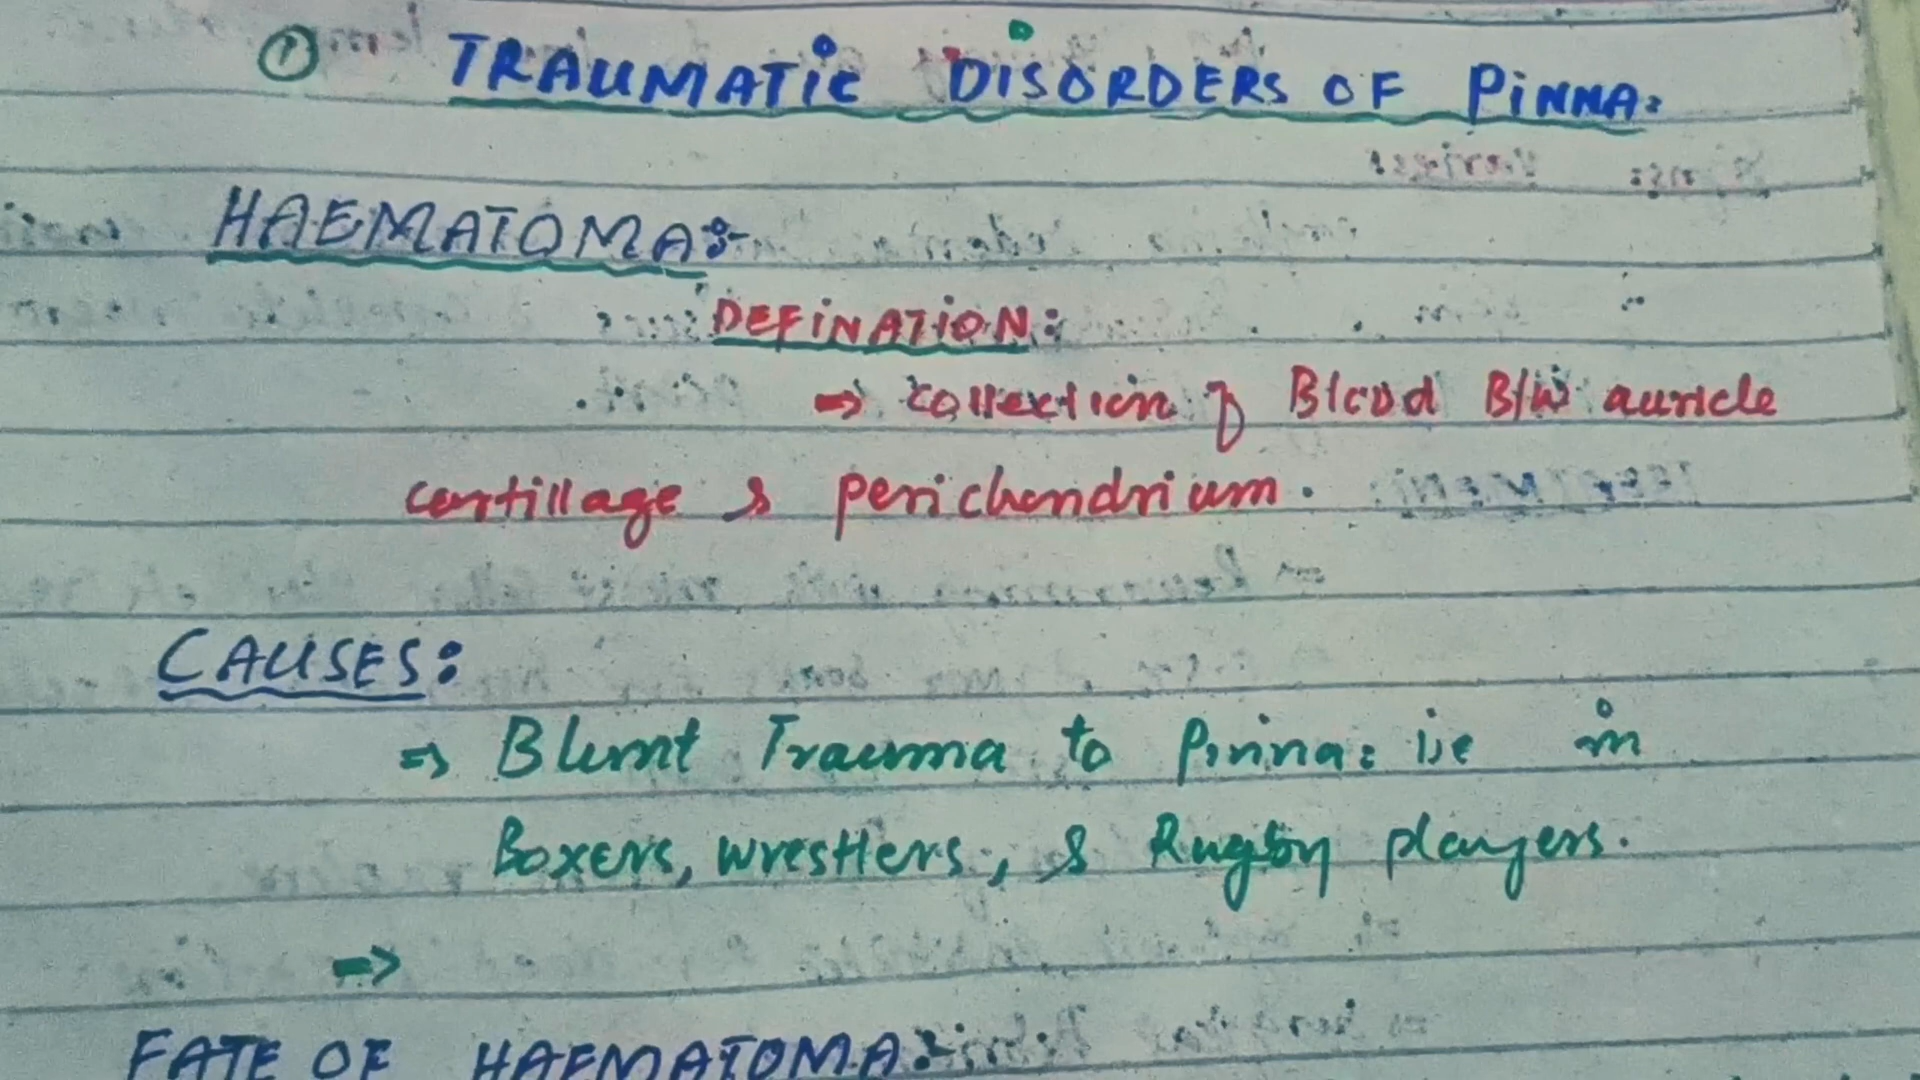 ① TRAUMATIC DISORDERS OF PINNA:
HAEMATOMA:-
DEFINATION:
⇒ collection of Blood B/w auricle
cartillage & perichondrium.
CAUSES:
⇒ Blunt Trauma to Pinna: i.e in
Boxers, wrestlers, & Rugby players.
⇒
FATE OF HAEMATOMA:-